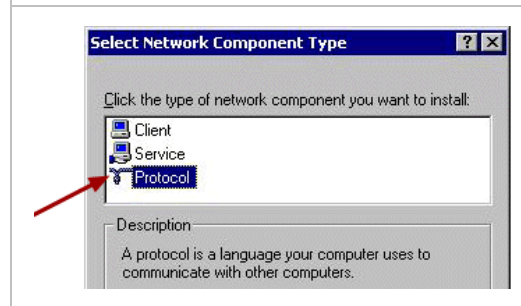 Select Network Component Type
Click the type of network component you want to install:
Client
Service
Protocol
Description
A protocol is a language your computer uses to
communicate with other computers.